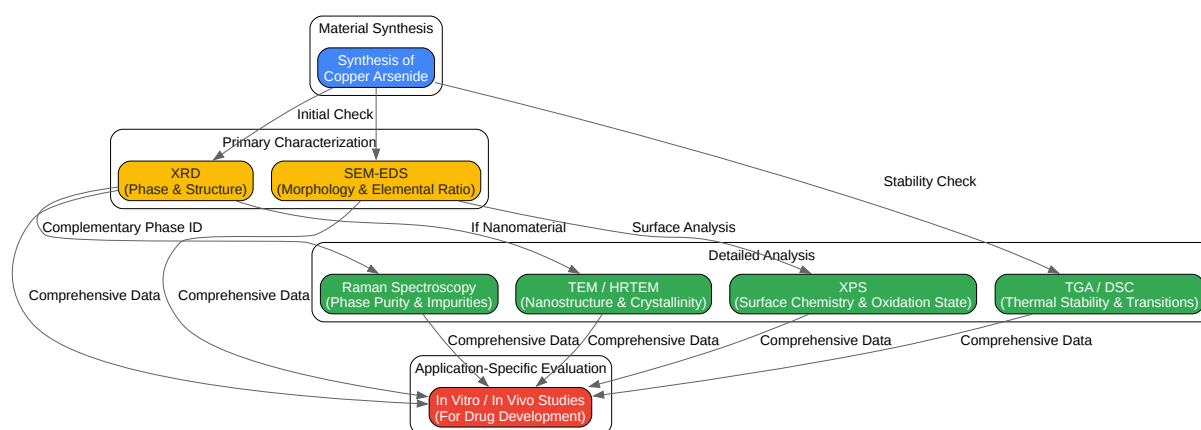 Material Synthesis
Synthesis of
Copper Arsenide
Initial Check
Primary Characterization
XRD
(Phase & Structure)
SEM-EDS
(Morphology & Elemental Ratio)
Stability Check
Complementary Phase ID
If Nanomaterial
Surface Analysis
Detailed Analysis
Raman Spectroscopy
(Phase Purity & Impurities)
TEM / HRTEM
(Nanostructure & Crystallinity)
XPS
(Surface Chemistry & Oxidation State)
TGA / DSC
(Thermal Stability & Transitions)
Comprehensive Data
Comprehensive Data
Comprehensive Data
Comprehensive Data
Comprehensive Data
Comprehensive Data
Application-Specific Evaluation
In Vitro / In Vivo Studies
(For Drug Development)